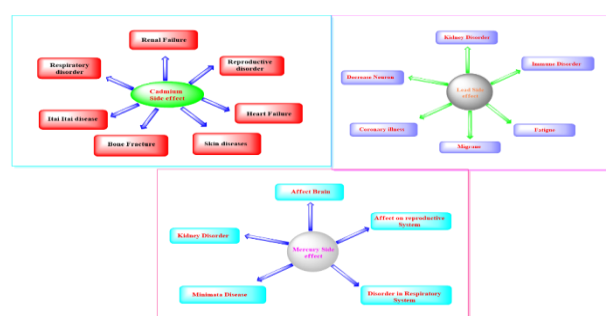 Renal Failure
Respiratory
disorder
Reproductive
disorder
Cadmium
Side effect
Itai Itai disease
Heart Failure
Bone Fracture
Skin diseases
Kidney Disorder
Decrease Neuron
Immune Disorder
Lead Side
effect
Coronary illness
Fatigue
Migrane
Affect Brain
Affect on reproductive
System
Kidney Disorder
Mercury Side
effect
Minimata Disease
Disorder in Respiratory
System